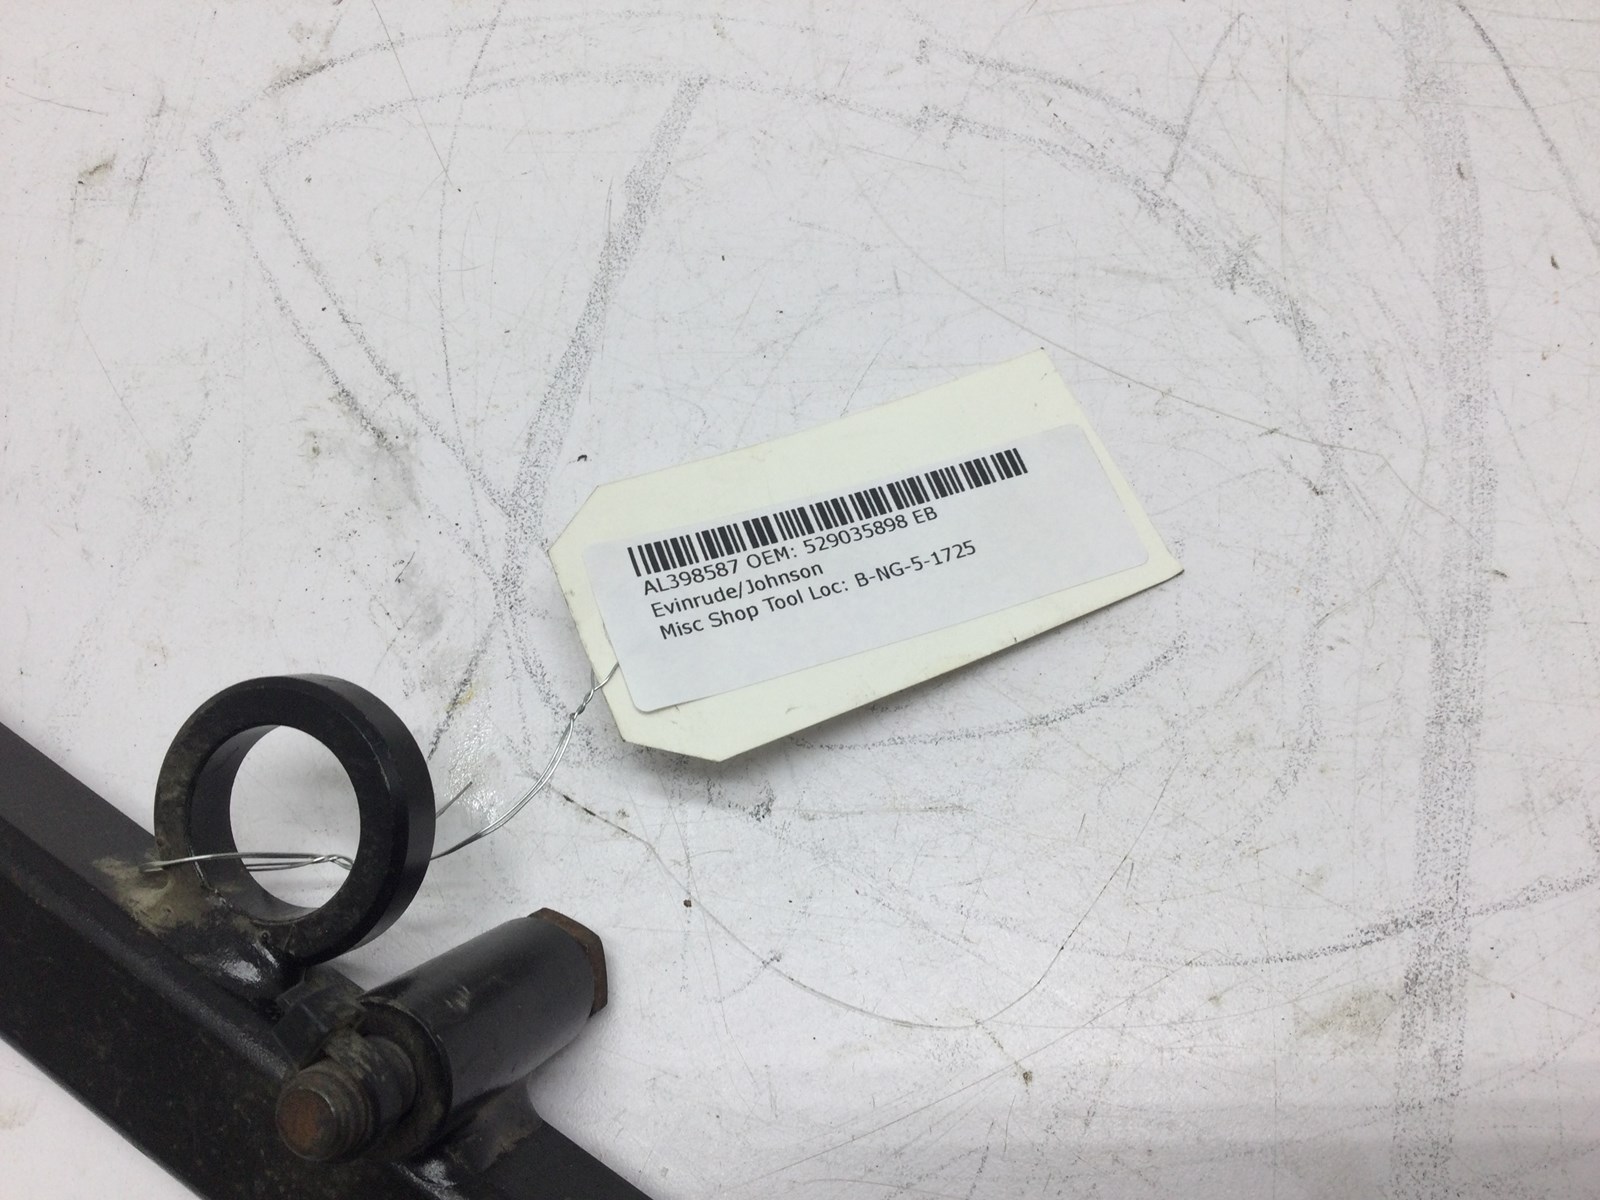 AL398587 OEM: 529035898 EB
Evinrude/Johnson
Misc Shop Tool Loc: B-NG-5-1725